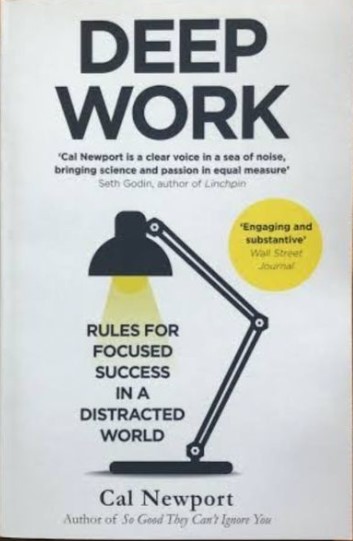 DEEP
WORK
‘Cal Newport is a clear voice in a sea of noise,
bringing science and passion in equal measure’
Seth Godin, author of Linchpin
‘Engaging and
substantive’
Wall Street
Journal
RULES FOR
FOCUSED
SUCCESS
IN A
DISTRACTED
WORLD
Cal Newport
Author of So Good They Can't Ignore You